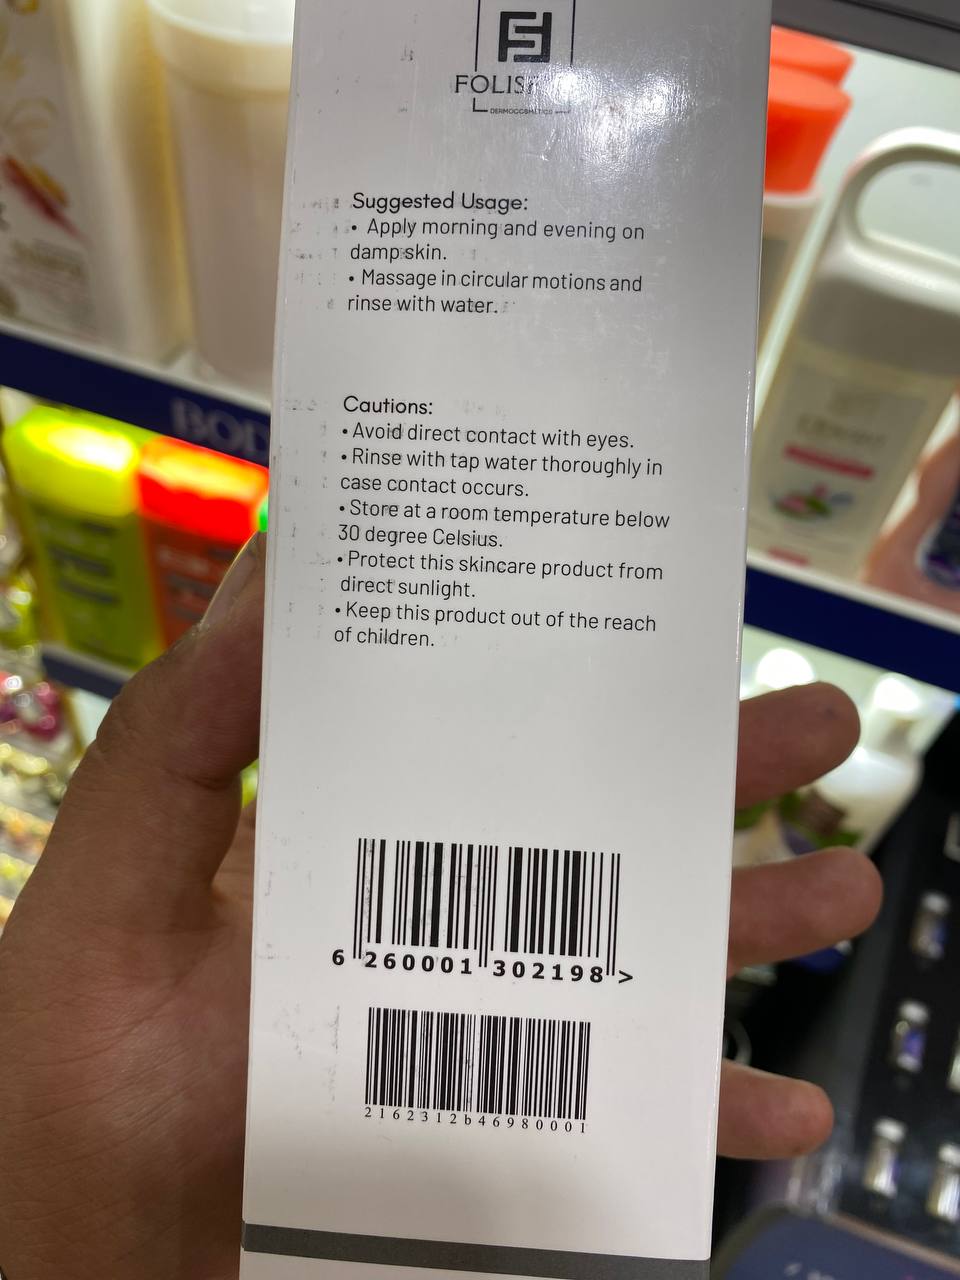 FOLIS
DERMOCOSMETICS
Suggested Usage:
• Apply morning and evening on
damp skin.
• Massage in circular motions and
rinse with water.
Cautions:
• Avoid direct contact with eyes.
• Rinse with tap water thoroughly in
case contact occurs.
• Store at a room temperature below
30 degree Celsius.
• Protect this skincare product from
direct sunlight.
• Keep this product out of the reach
of children.
6 260001 302198 >
2162312b46980001
BOD